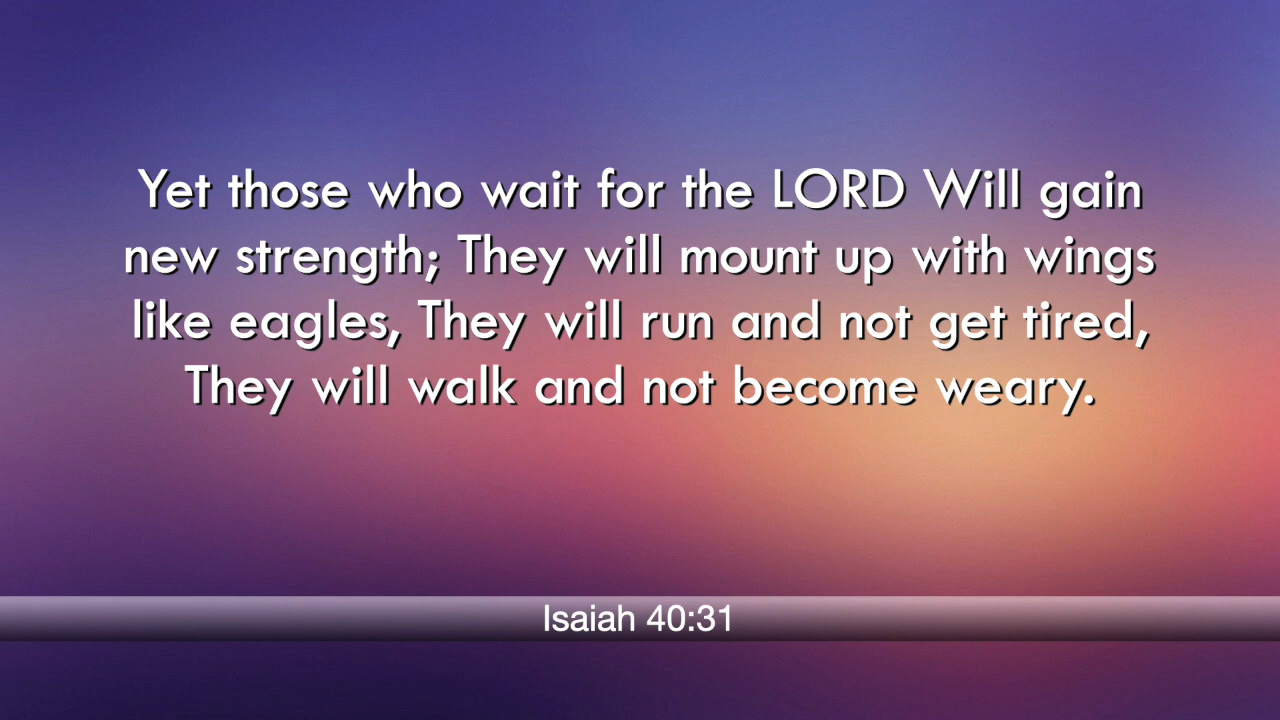 Yet those who wait for the LORD Will gain
new strength; They will mount up with wings
like eagles, They will run and not get tired,
They will walk and not become weary.
Isaiah 40:31